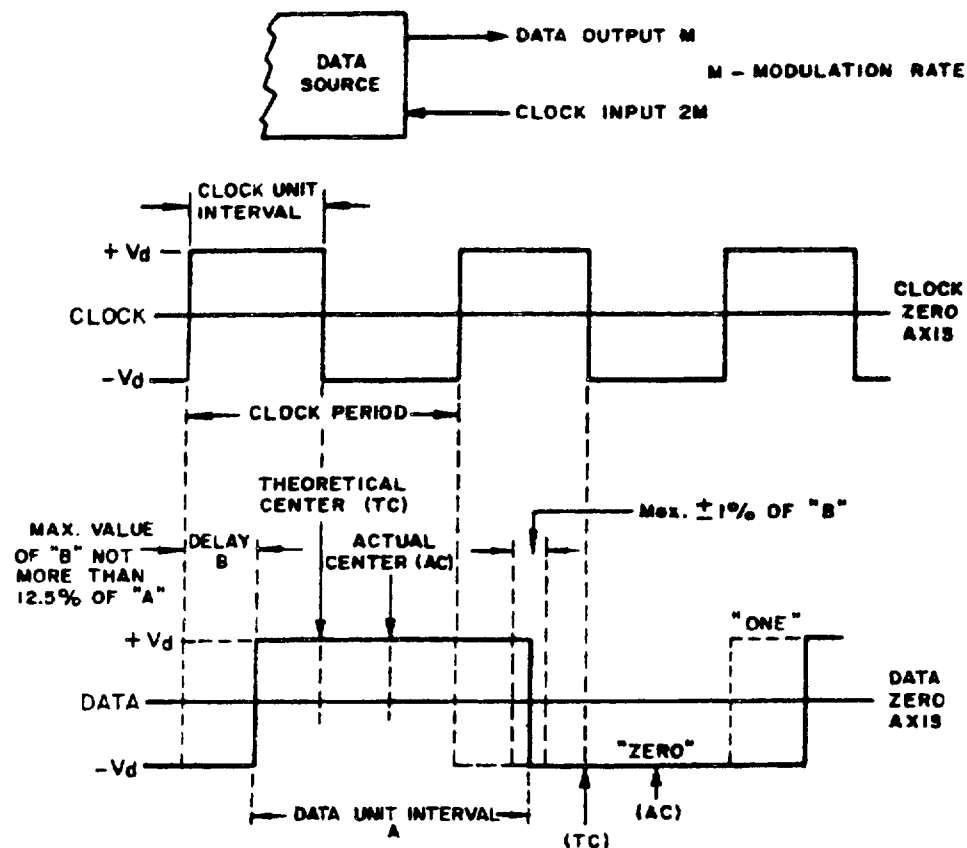 DATA
SOURCE
DATA OUTPUT M
M - MODULATION RATE
CLOCK INPUT 2M
CLOCK UNIT
INTERVAL
+ Vd
CLOCK
- Vd
CLOCK
ZERO
AXIS
CLOCK PERIOD
THEORETICAL
CENTER (TC)
Max. ± 1% OF "B"
MAX. VALUE
OF "B" NOT
MORE THAN
12.5% OF "A"
DELAY
B
ACTUAL
CENTER (AC)
+ Vd
"ONE"
DATA
DATA
ZERO
AXIS
- Vd
"ZERO"
DATA UNIT INTERVAL
A
(TC)
(AC)